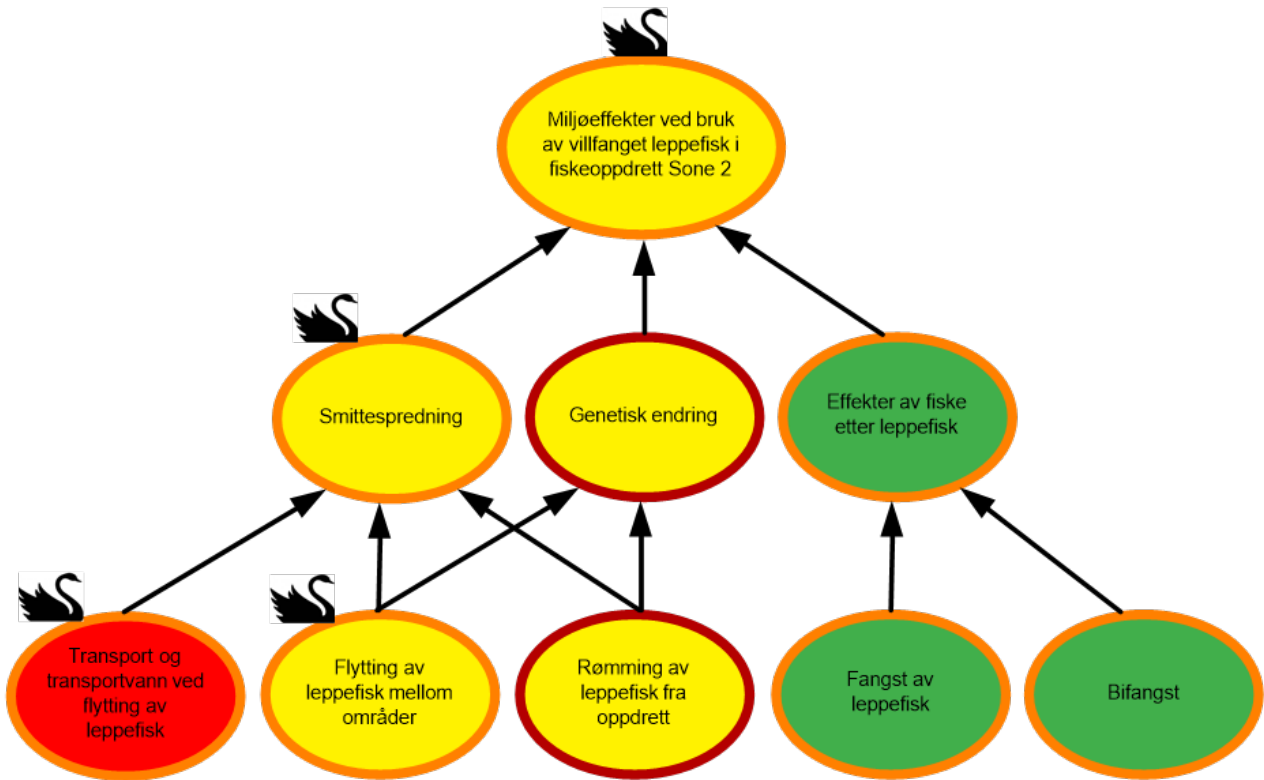 Miljøeffekter ved bruk
av villfanget leppefisk i
fiskeoppdrett Sone 2
Smittespredning
Genetisk endring
Effekter av fiske
etter leppefisk
Transport og
transportvann ved
flytting av
leppefisk
Flytting av
leppefisk mellom
områder
Rømming av
leppefisk fra
oppdrett
Fangst av
leppefisk
Bifangst